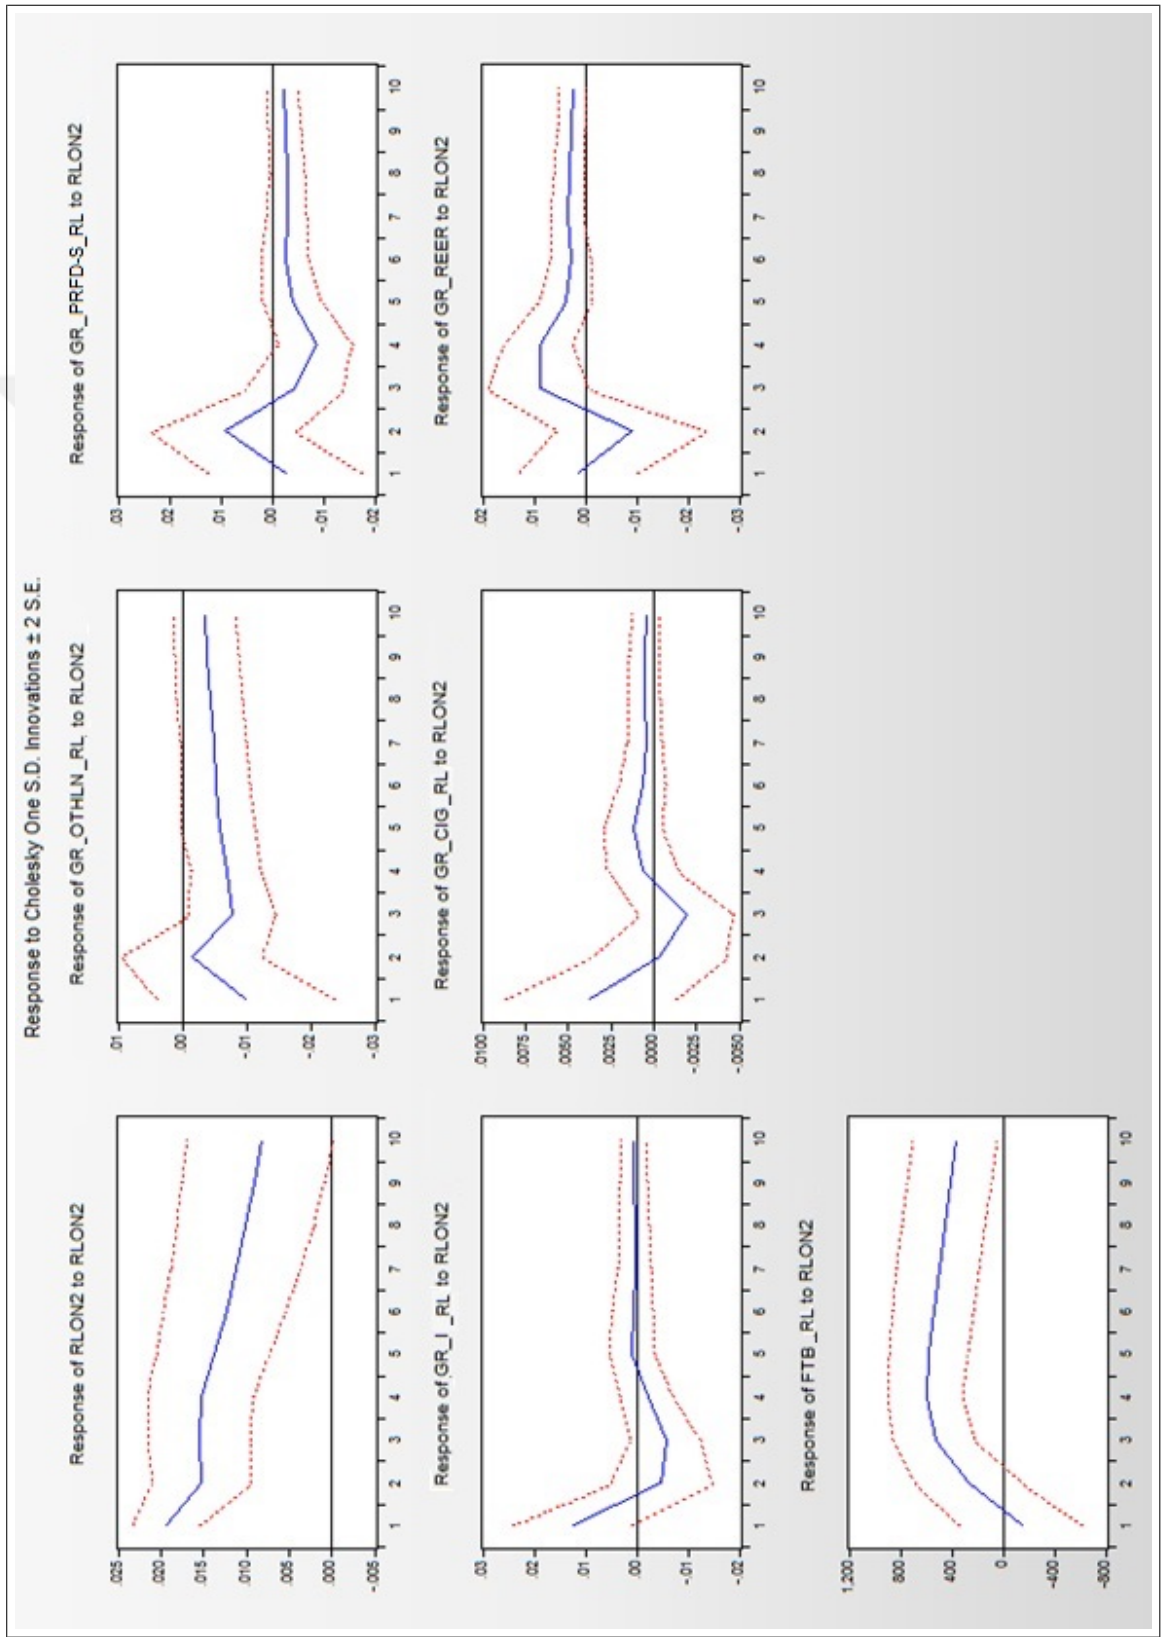 Response to Cholesky One S.D. Innovations ± 2 S.E.
Response of RLON2 to RLON2
.025
.020
.015
.010
.005
.000
-.005
1 2 3 4 5 6 7 8 9 10
Response of GR_OTHLN_RL to RLON2
.01
.00
-.01
-.02
-.03
1 2 3 4 5 6 7 8 9 10
Response of GR_PRFD-S_RL to RLON2
.03
.02
.01
.00
-.01
-.02
1 2 3 4 5 6 7 8 9 10
Response of GR_I_RL to RLON2
.03
.02
.01
.00
-.01
-.02
1 2 3 4 5 6 7 8 9 10
Response of GR_CIG_RL to RLON2
.0100
.0075
.0050
.0025
.0000
-.0025
-.0050
1 2 3 4 5 6 7 8 9 10
Response of GR_REER to RLON2
.02
.01
.00
-.01
-.02
-.03
1 2 3 4 5 6 7 8 9 10
Response of FTB_RL to RLON2
1,200
800
400
0
-400
-800
1 2 3 4 5 6 7 8 9 10